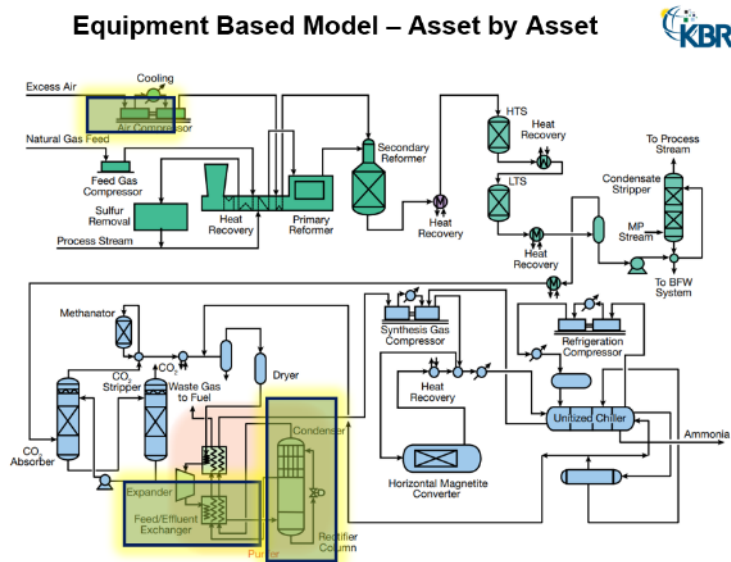 Equipment Based Model – Asset by Asset
KBR
Excess Air
Cooling
Air Compressor
Natural Gas Feed
Feed Gas
Compressor
Sulfur
Removal
Process Stream
Heat
Recovery
Primary
Reformer
Secondary
Reformer
Heat
Recovery
HTS
Heat
Recovery
LTS
Heat
Recovery
To Process
Stream
Condensate
Stripper
MP
Stream
To BFW
System
Methanator
CO2
Stripper
CO2
Waste Gas
to Fuel
Dryer
CO2
Absorber
Expander
Feed/Effluent
Exchanger
Condenser
Rectifier
Column
Purifier
Synthesis Gas
Compressor
Heat
Recovery
Horizontal Magnetite
Converter
Refrigeration
Compressor
Unitized Chiller
Ammonia